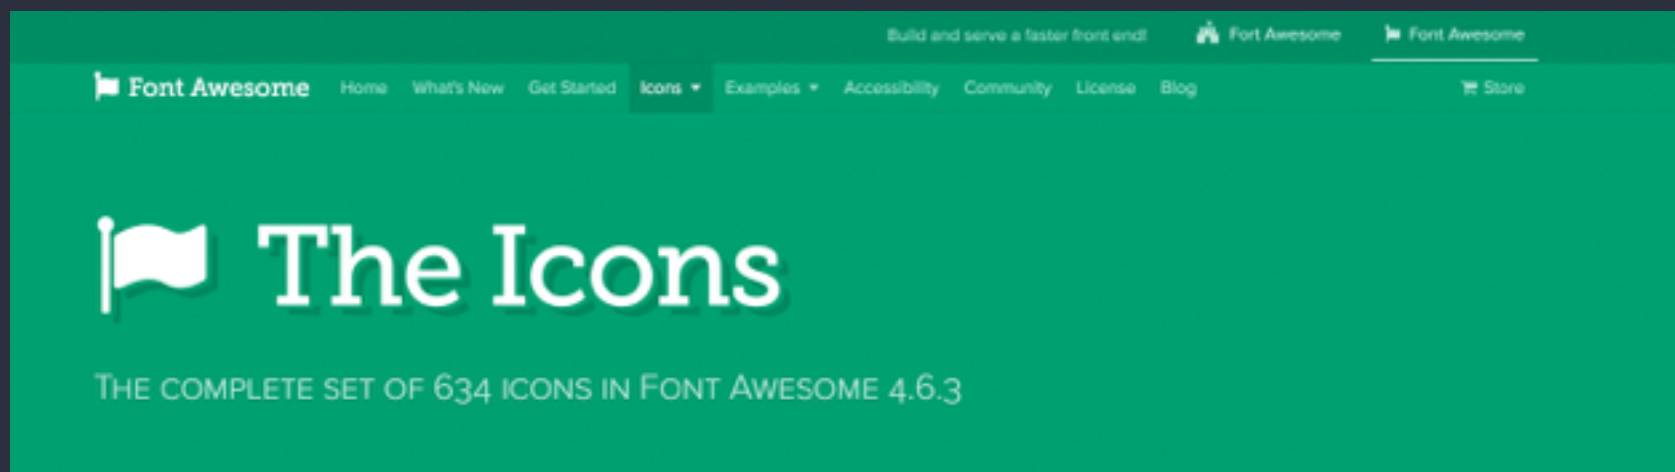 Build and serve a faster front end! Fort Awesome Font Awesome
Font Awesome Home What's New Get Started Icons Examples Accessibility Community License Blog Store
The Icons
The complete set of 634 icons in Font Awesome 4.6.3